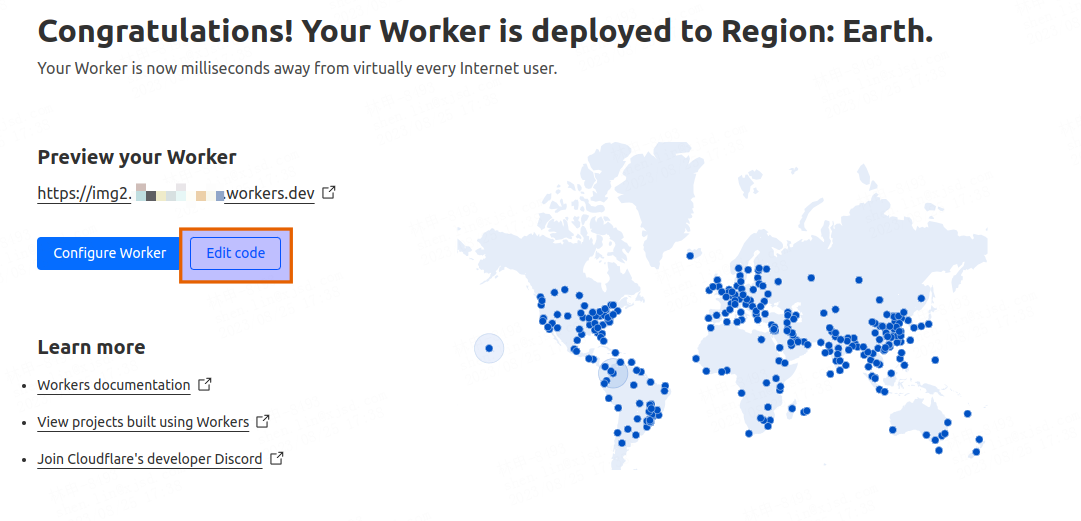 Congratulations! Your Worker is deployed to Region: Earth.
Your Worker is now milliseconds away from virtually every Internet user.
Preview your Worker
https://img2. .workers.dev
Configure Worker
Edit code
Learn more
Workers documentation
View projects built using Workers
Join Cloudflare's developer Discord